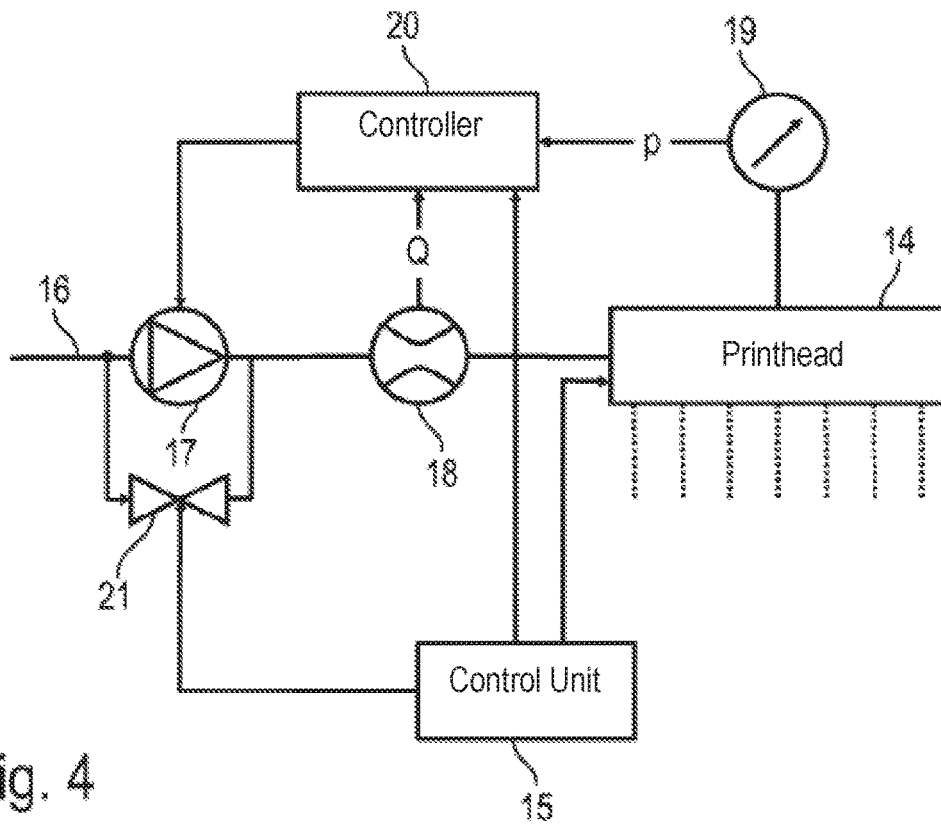 20
19
Controller
p
Q
14
16
Printhead
17
18
21
Control Unit
15
ig. 4